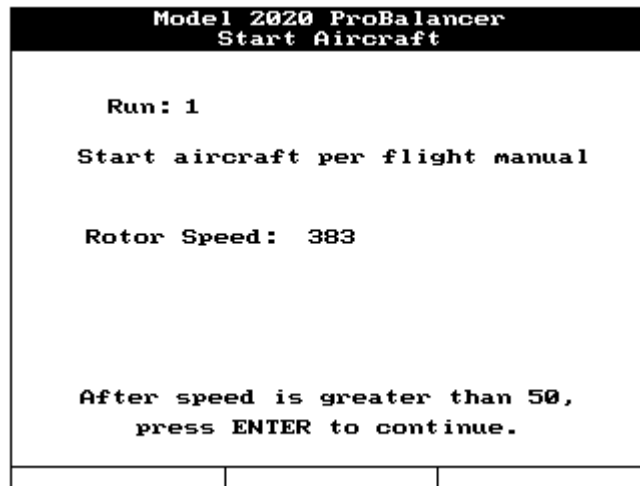 Model 2020 ProBalancer
Start Aircraft
Run: 1
Start aircraft per flight manual
Rotor Speed: 383
After speed is greater than 50,
press ENTER to continue.